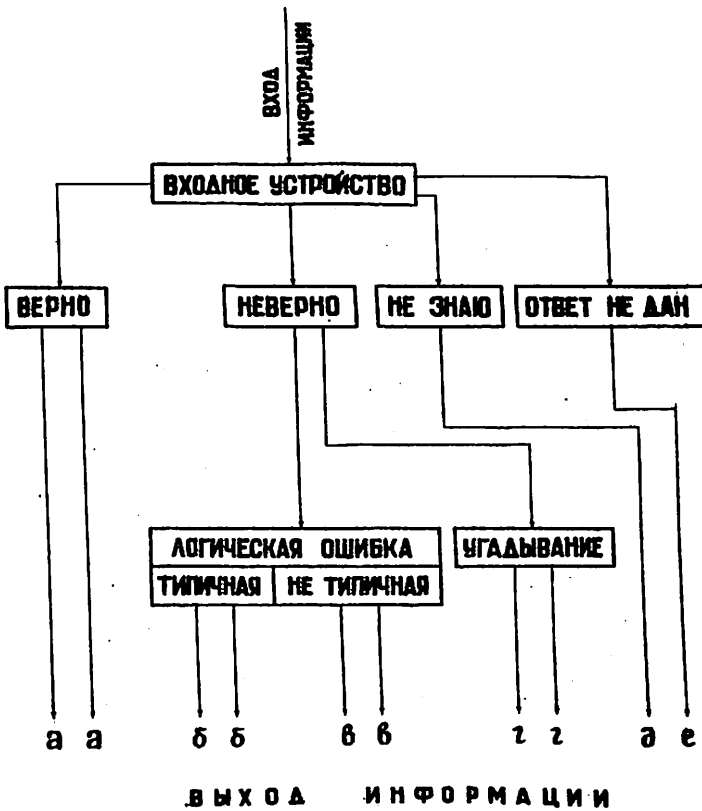 ВХОД
ИНФОРМАЦИИ
ВХОДНОЕ УСТРОЙСТВО
ВЕРНО
НЕВЕРНО
НЕ ЗНАЮ
ОТВЕТ НЕ ДАН
ЛОГИЧЕСКАЯ ОШИБКА
УГАДЫВАНИЕ
ТИПИЧНАЯ
НЕ ТИПИЧНАЯ
а а б б в в г г д е
ВЫХОД ИНФОРМАЦИИ